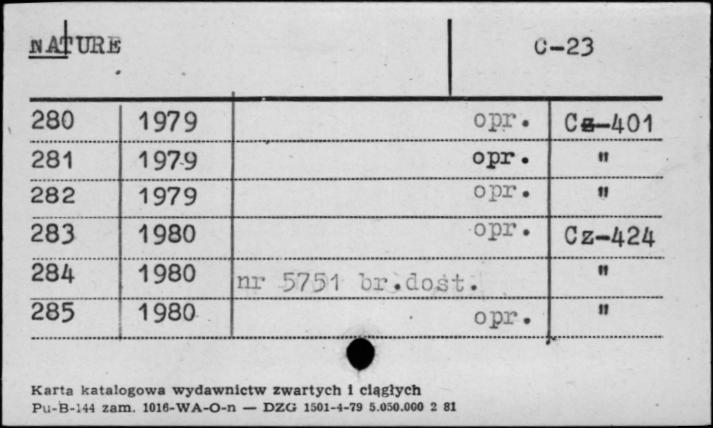 NATURE C-23
280 1979 opr. Cz-401
281 1979 opr. "
282 1979 opr. "
283 1980 opr. Cz-424
284 1980 nr 5751 br.dost. "
285 1980 opr. "
Karta katalogowa wydawnictw zwartych i ciągłych
Pu-B-144 zam. 1016-WA-O-n — DZG 1501-4-79 5.050.000 2 81